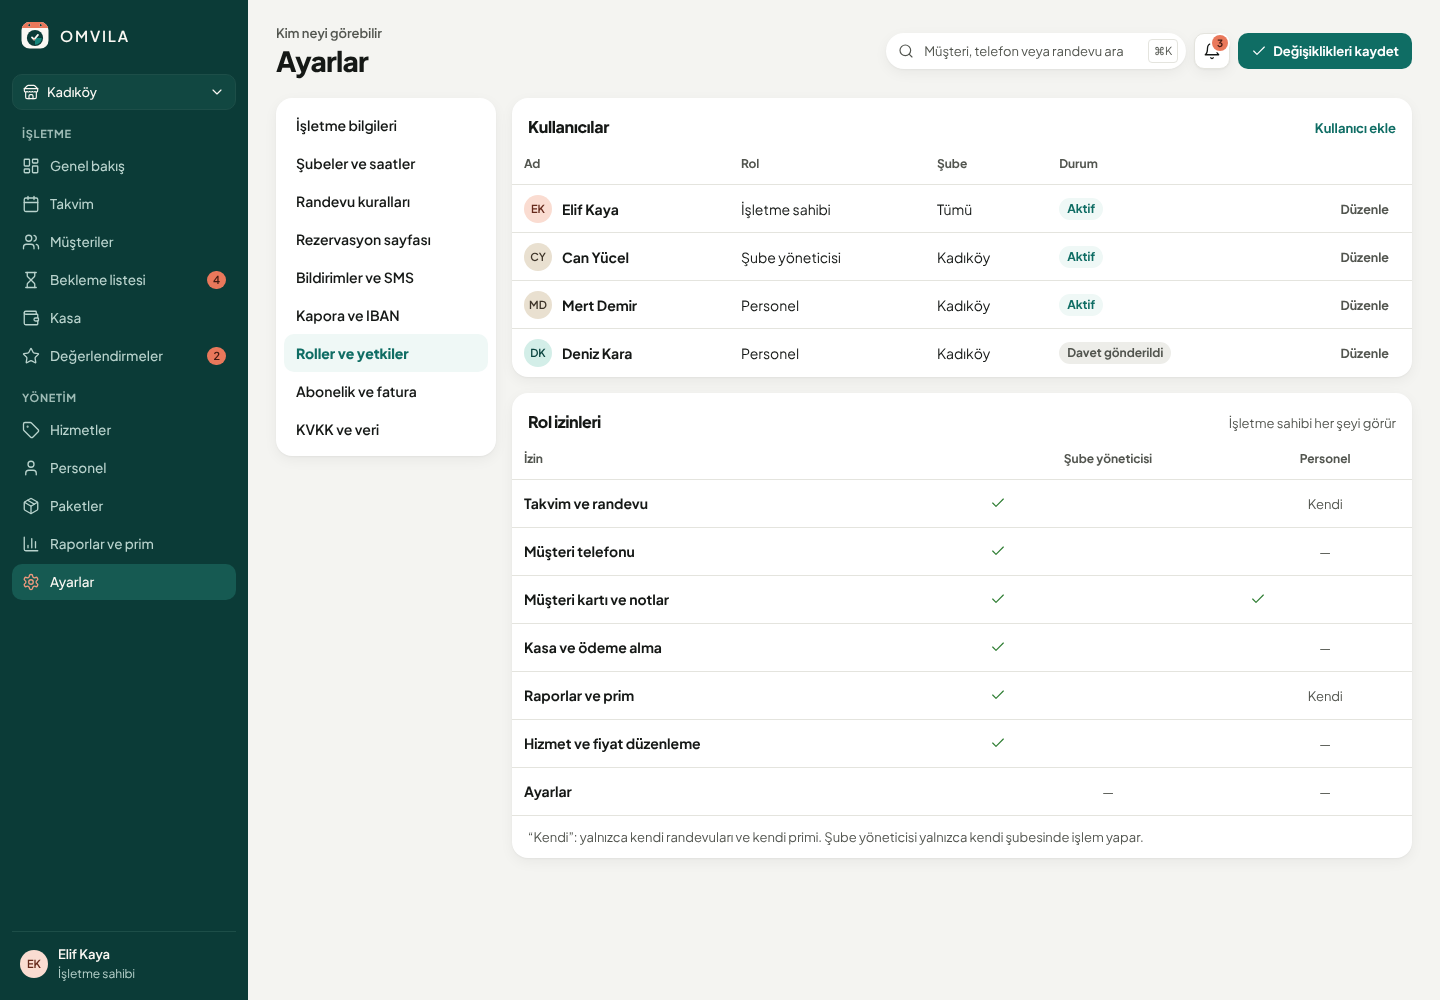 OMVILA
Kadıköy
İŞLETME
Genel bakış
Takvim
Müşteriler
Bekleme listesi 4
Kasa
Değerlendirmeler 2
YÖNETİM
Hizmetler
Personel
Paketler
Raporlar ve prim
Ayarlar
EK Elif Kaya
İşletme sahibi
Kim neyi görebilir
Ayarlar
Müşteri, telefon veya randevu ara ⌘K
3
Değişiklikleri kaydet
İşletme bilgileri
Şubeler ve saatler
Randevu kuralları
Rezervasyon sayfası
Bildirimler ve SMS
Kapora ve IBAN
Roller ve yetkiler
Abonelik ve fatura
KVKK ve veri
Kullanıcılar Kullanıcı ekle
Ad Rol Şube Durum
EK Elif Kaya İşletme sahibi Tümü Aktif Düzenle
CY Can Yücel Şube yöneticisi Kadıköy Aktif Düzenle
MD Mert Demir Personel Kadıköy Aktif Düzenle
DK Deniz Kara Personel Kadıköy Davet gönderildi Düzenle
Rol izinleri İşletme sahibi her şeyi görür
İzin Şube yöneticisi Personel
Takvim ve randevu Kendi
Müşteri telefonu —
Müşteri kartı ve notlar
Kasa ve ödeme alma —
Raporlar ve prim Kendi
Hizmet ve fiyat düzenleme —
Ayarlar — —
“Kendi”: yalnızca kendi randevuları ve kendi primi. Şube yöneticisi yalnızca kendi şubesinde işlem yapar.